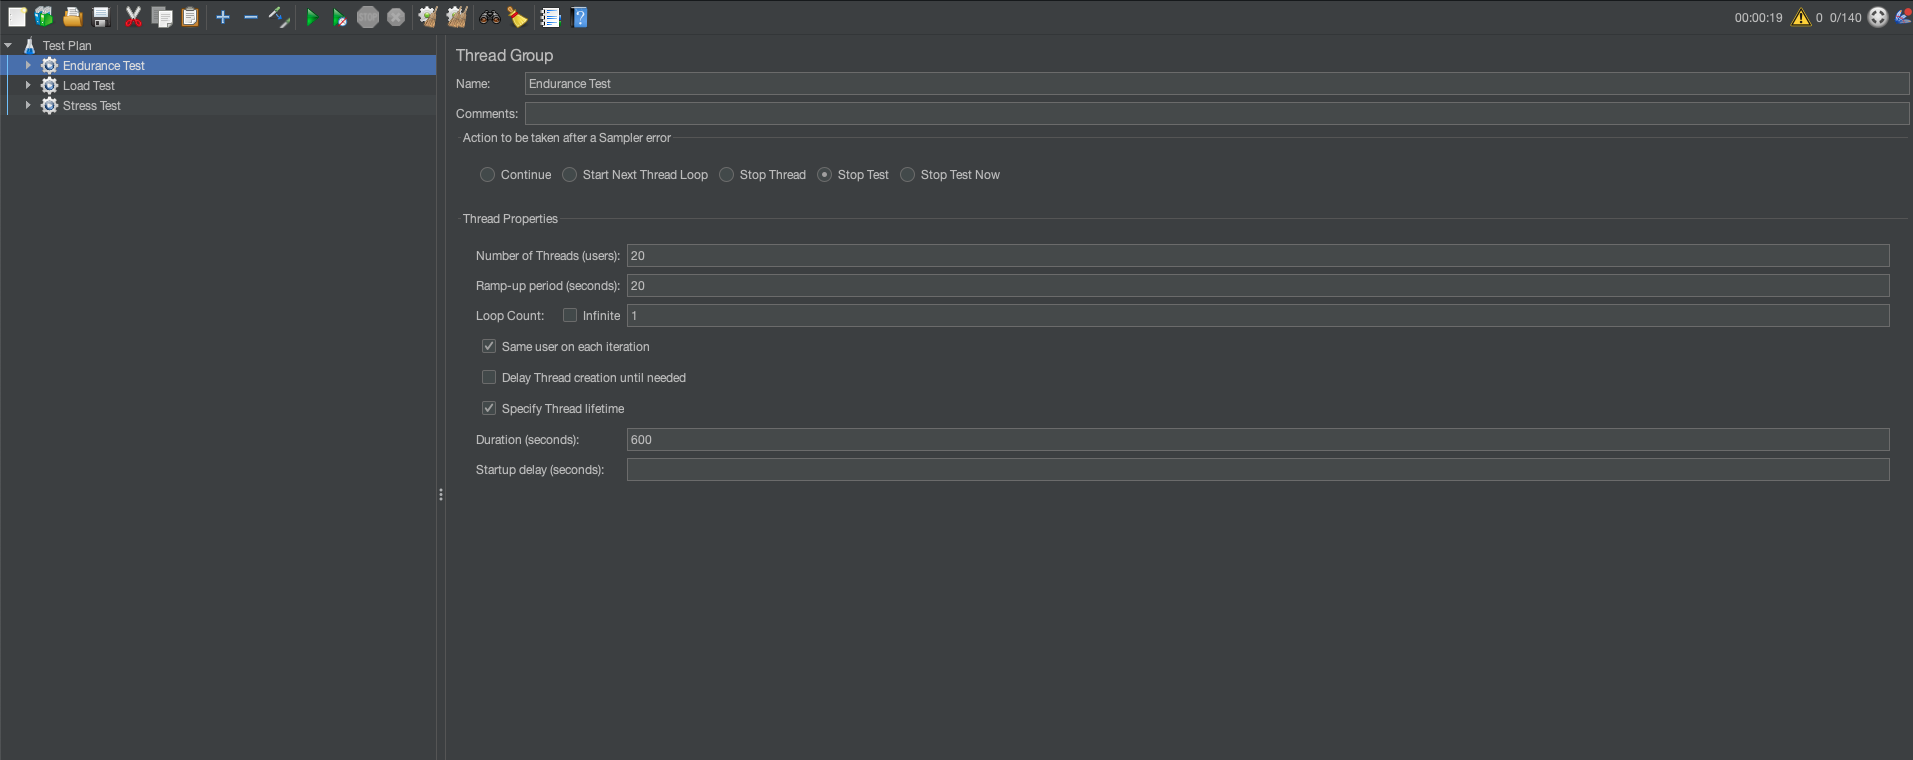 STOP
00:00:19 0 0/140
Test Plan
Endurance Test
Load Test
Stress Test
Thread Group
Name: Endurance Test
Comments:
Action to be taken after a Sampler error
Continue Start Next Thread Loop Stop Thread Stop Test Stop Test Now
Thread Properties
Number of Threads (users): 20
Ramp-up period (seconds): 20
Loop Count: Infinite 1
Same user on each iteration
Delay Thread creation until needed
Specify Thread lifetime
Duration (seconds): 600
Startup delay (seconds):